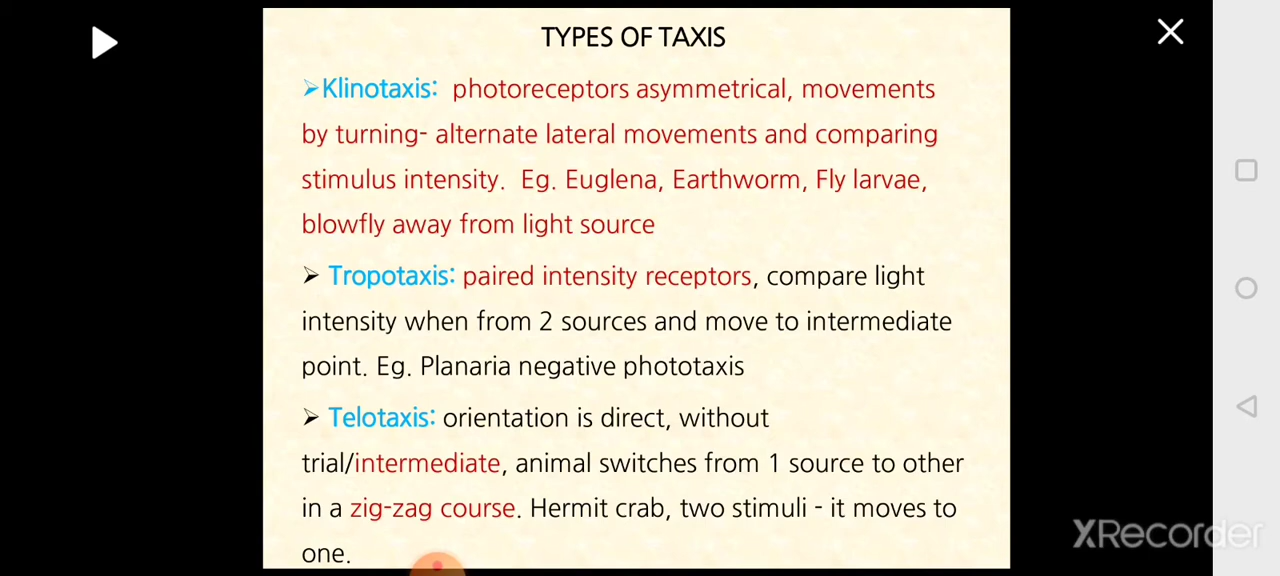 TYPES OF TAXIS
➢Klinotaxis: photoreceptors asymmetrical, movements
by turning- alternate lateral movements and comparing
stimulus intensity. Eg. Euglena, Earthworm, Fly larvae,
blowfly away from light source
➢ Tropotaxis: paired intensity receptors, compare light
intensity when from 2 sources and move to intermediate
point. Eg. Planaria negative phototaxis
➢ Telotaxis: orientation is direct, without
trial/intermediate, animal switches from 1 source to other
in a zig-zag course. Hermit crab, two stimuli - it moves to
one.
XRecorder